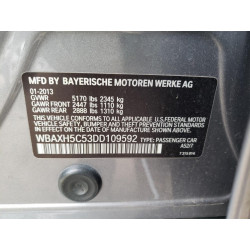 MFD BY BAYERISCHE MOTOREN WERKE AG
01-2013
GVWR 5170 lbs 2345 kg
GAWR FRONT 2447 lbs 1110 kg
GAWR REAR 2888 lbs 1310 kg
THIS VEHICLE CONFORMS TO ALL APPLICABLE U.S. FEDERAL
MOTOR VEHICLE SAFETY, BUMPER, AND THEFT PREVENTION
STANDARDS IN EFFECT ON THE DATE OF MANUFACTURE SHOWN ABOVE.
WBAXH5C53DD109592 TYPE: PASSENGER CAR
A52/7